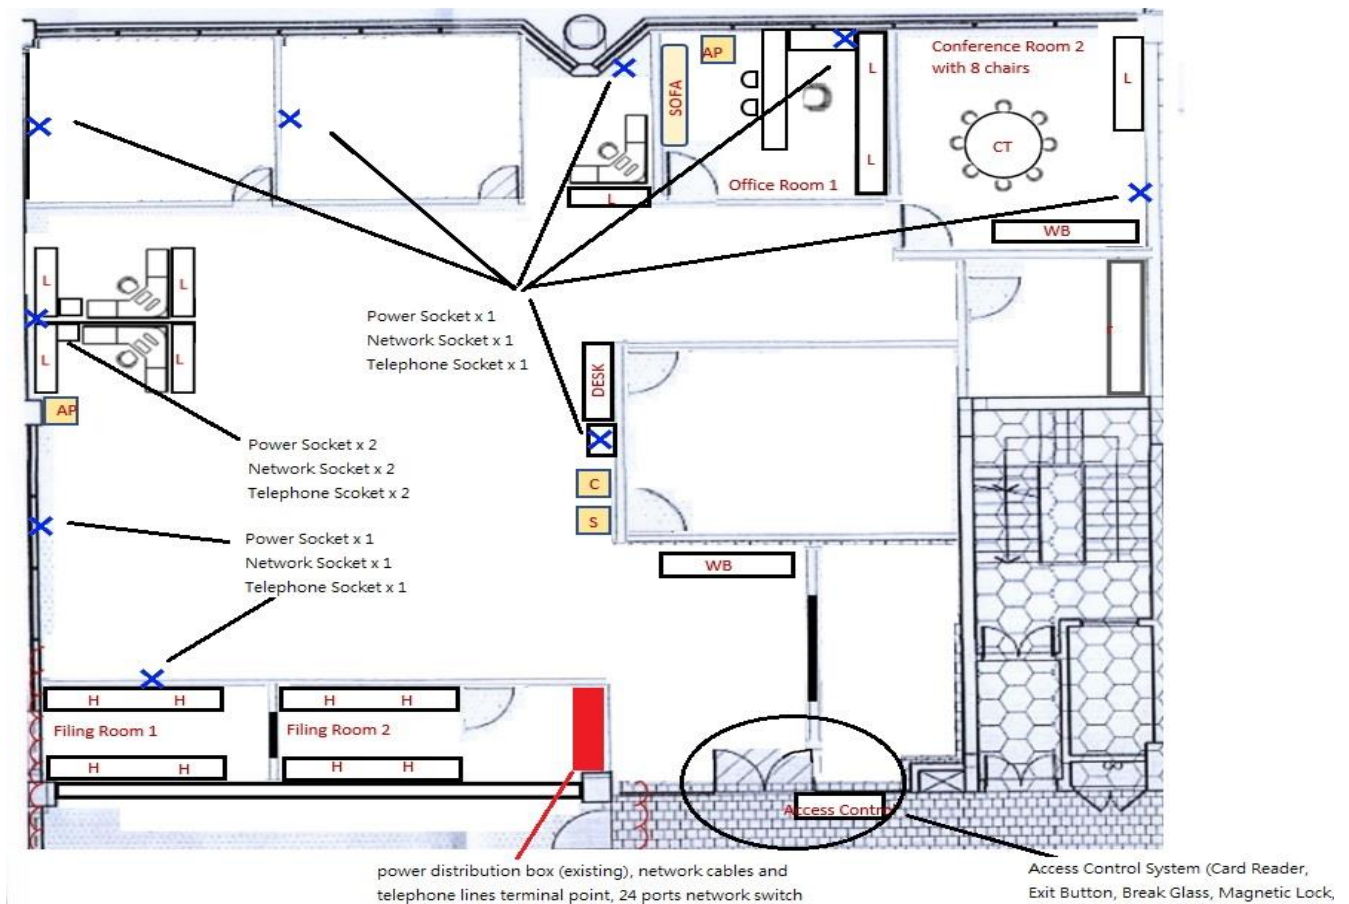 AP
SOFA
L
L
L
Office Room 1
Conference Room 2
with 8 chairs
L
CT
WB
L
L
L
L
AP
Power Socket x 1
Network Socket x 1
Telephone Socket x 1
DESK
Power Socket x 2
Network Socket x 2
Telephone Scoket x 2
C
S
Power Socket x 1
Network Socket x 1
Telephone Socket x 1
WB
H H
H H
Filing Room 1
Filing Room 2
H H
H H
Access Control
power distribution box (existing), network cables and
telephone lines terminal point, 24 ports network switch
Access Control System (Card Reader,
Exit Button, Break Glass, Magnetic Lock,